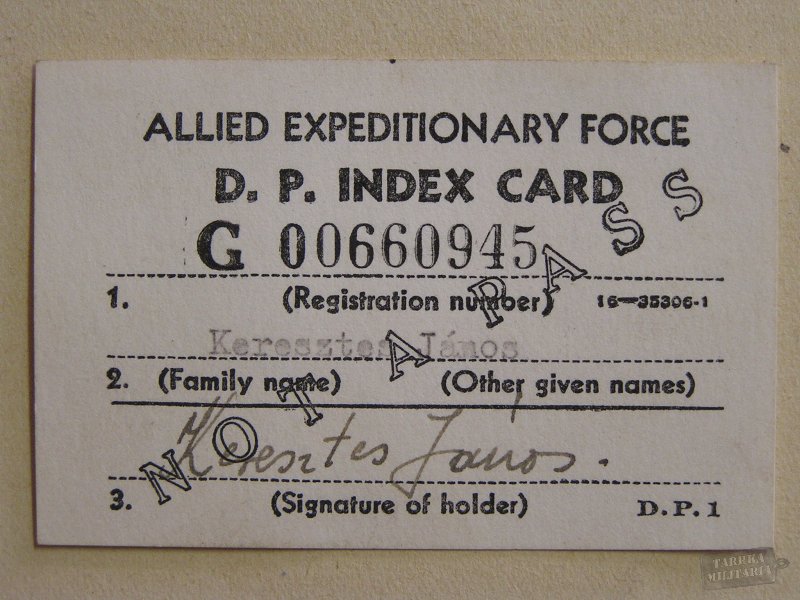 ALLIED EXPEDITIONARY FORCE
D. P. INDEX CARD
G 00660945
1. (Registration number) 16—35306-1
Keresztes János
2. (Family name) (Other given names)
Keresztes János.
3. (Signature of holder) D.P.1
NOT A PASS
TAREKA
MILITARIA